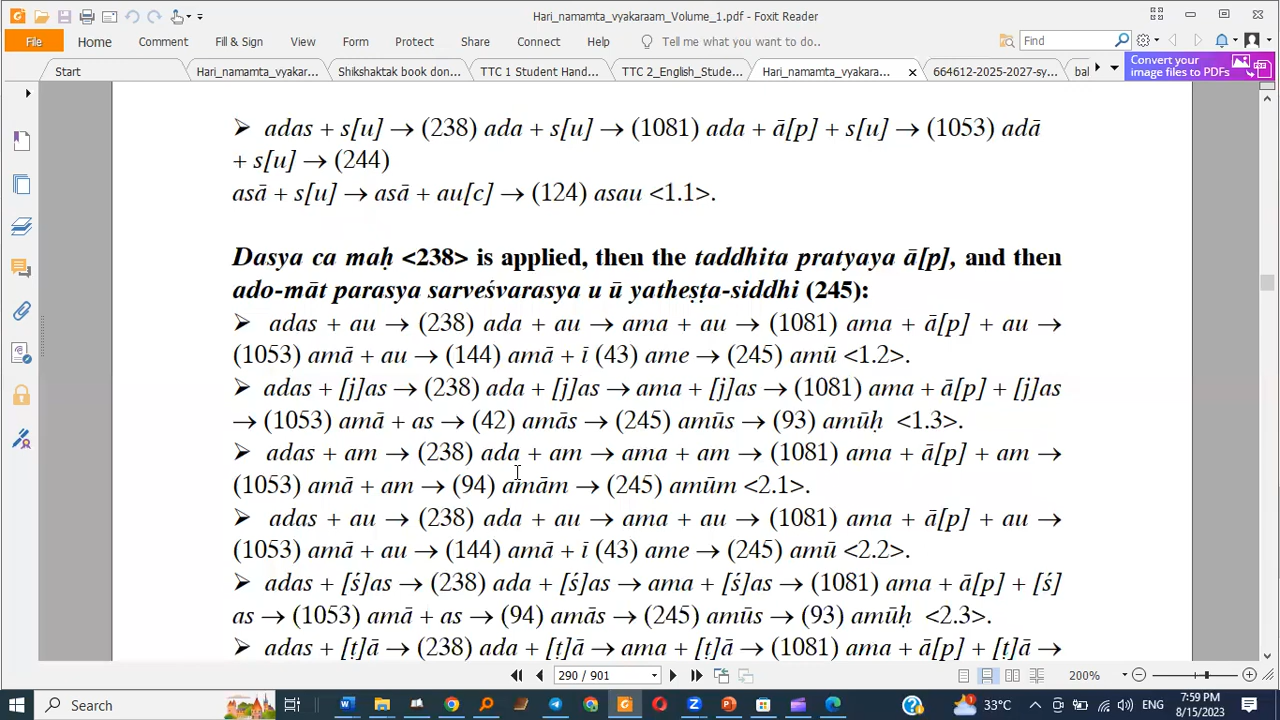 Hari_namamta_vyakaraam_Volume_1.pdf - Foxit Reader
File Home Comment Fill & Sign View Form Protect Share Connect Help Tell me what you want to do.. Find
Start Hari_namamta_vyakar... Shikshaktak book don... TTC 1 Student Hand... TTC 2_English_Stude... Hari_namamta_vyakara... 664612-2025-2027-sy... bal
Convert your
image files to PDFs
➢ adas + s[u] → (238) ada + s[u] → (1081) ada + ā[p] + s[u] → (1053) adā
+ s[u] → (244)
asā + s[u] → asā + au[c] → (124) asau <1.1>.
Dasya ca maḥ <238> is applied, then the taddhita pratyaya ā[p], and then
ado-māt parasya sarveśvarasya u ū yatheṣṭa-siddhi (245):
➢ adas + au → (238) ada + au → ama + au → (1081) ama + ā[p] + au →
(1053) amā + au → (144) amā + ī (43) ame → (245) amū <1.2>.
➢ adas + [j]as → (238) ada + [j]as → ama + [j]as → (1081) ama + ā[p] + [j]as
→ (1053) amā + as → (42) amās → (245) amūs → (93) amūḥ <1.3>.
➢ adas + am → (238) ada + am → ama + am → (1081) ama + ā[p] + am →
(1053) amā + am → (94) amām → (245) amūm <2.1>.
➢ adas + au → (238) ada + au → ama + au → (1081) ama + ā[p] + au →
(1053) amā + au → (144) amā + ī (43) ame → (245) amū <2.2>.
➢ adas + [ś]as → (238) ada + [ś]as → ama + [ś]as → (1081) ama + ā[p] + [ś]
as → (1053) amā + as → (94) amās → (245) amūs → (93) amūḥ <2.3>.
➢ adas + [ṭ]ā → (238) ada + [ṭ]ā → ama + [ṭ]ā → (1081) ama + ā[p] + [ṭ]ā →
290 / 901 200%
Search 33°C 7:59 PM
8/15/2023